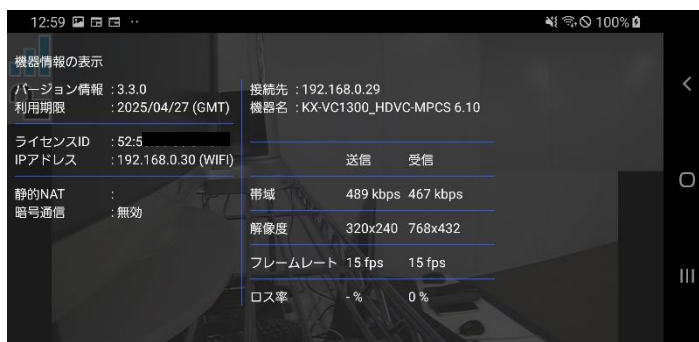 12:59
100%
機器情報の表示
バージョン情報 : 3.3.0
利用期限 : 2025/04/27 (GMT)
ライセンスID : 52:5
IPアドレス : 192.168.0.30 (WIFI)
静的NAT :
暗号通信 : 無効
接続先 : 192.168.0.29
機器名 : KX-VC1300_HDVC-MPCS 6.10
送信 受信
帯域 489 kbps 467 kbps
解像度 320x240 768x432
フレームレート 15 fps 15 fps
ロス率 - % 0 %